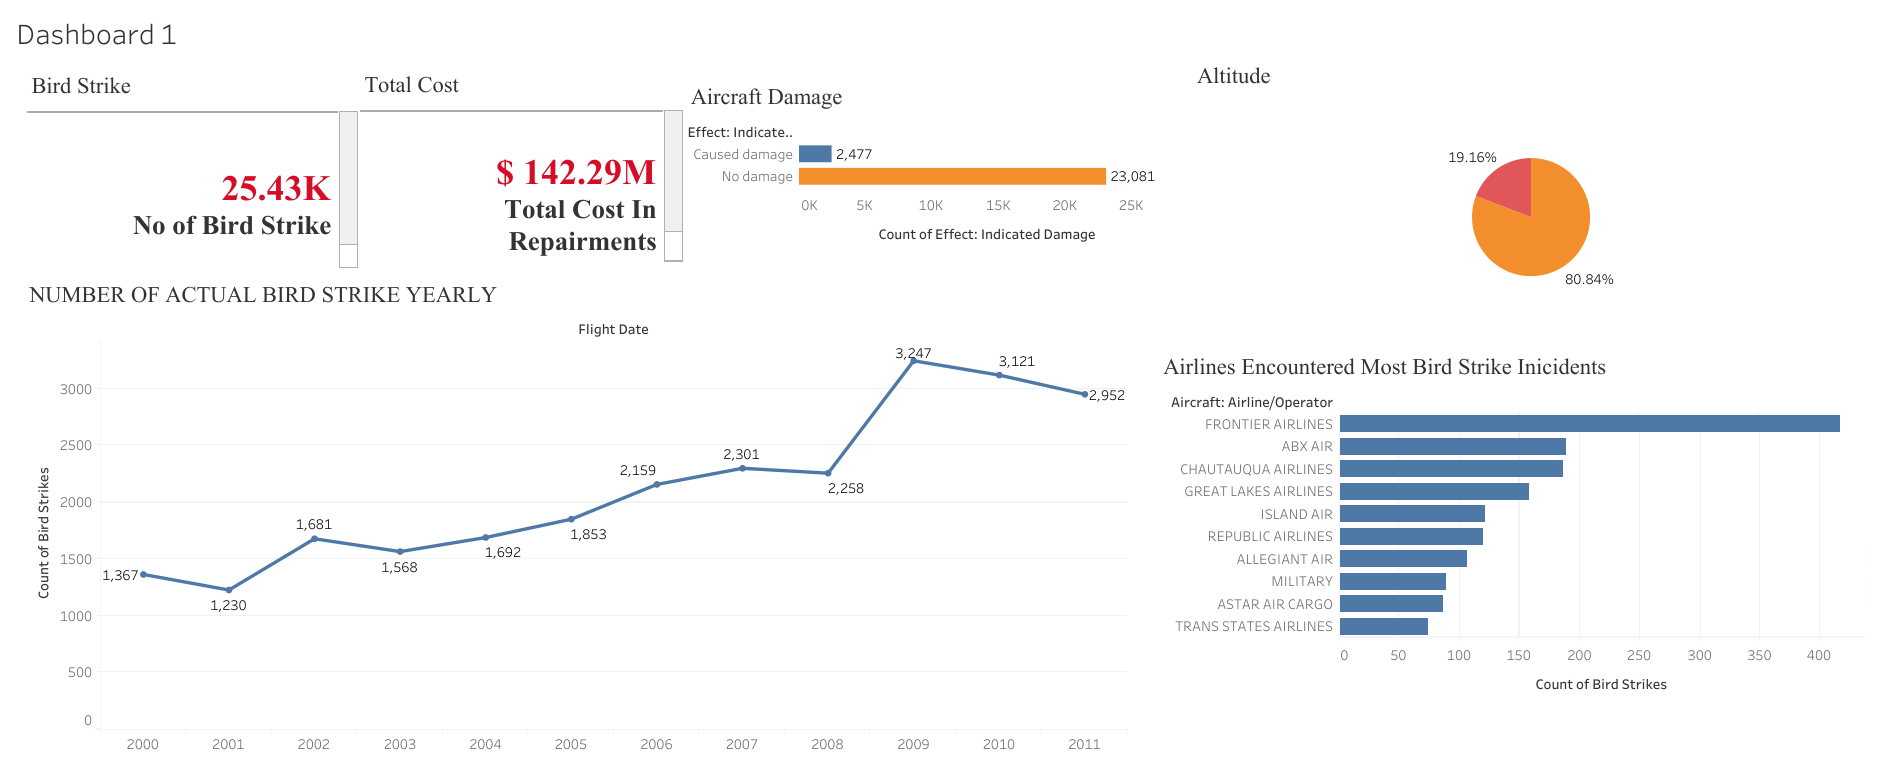 Dashboard 1
Bird Strike
25.43K
No of Bird Strike
Total Cost
$ 142.29M
Total Cost In
Repairments
Aircraft Damage
Effect: Indicate..
Caused damage 2,477
No damage 23,081
0K 5K 10K 15K 20K 25K
Count of Effect: Indicated Damage
Altitude
19.16%
80.84%
NUMBER OF ACTUAL BIRD STRIKE YEARLY
Flight Date
Count of Bird Strikes
3000
2500
2000
1500
1000
500
0
1,367
1,230
1,681
1,568
1,692
1,853
2,159
2,301
2,258
3,247
3,121
2,952
2000 2001 2002 2003 2004 2005 2006 2007 2008 2009 2010 2011
Airlines Encountered Most Bird Strike Inicidents
Aircraft: Airline/Operator
FRONTIER AIRLINES
ABX AIR
CHAUTAUQUA AIRLINES
GREAT LAKES AIRLINES
ISLAND AIR
REPUBLIC AIRLINES
ALLEGIANT AIR
MILITARY
ASTAR AIR CARGO
TRANS STATES AIRLINES
0 50 100 150 200 250 300 350 400
Count of Bird Strikes